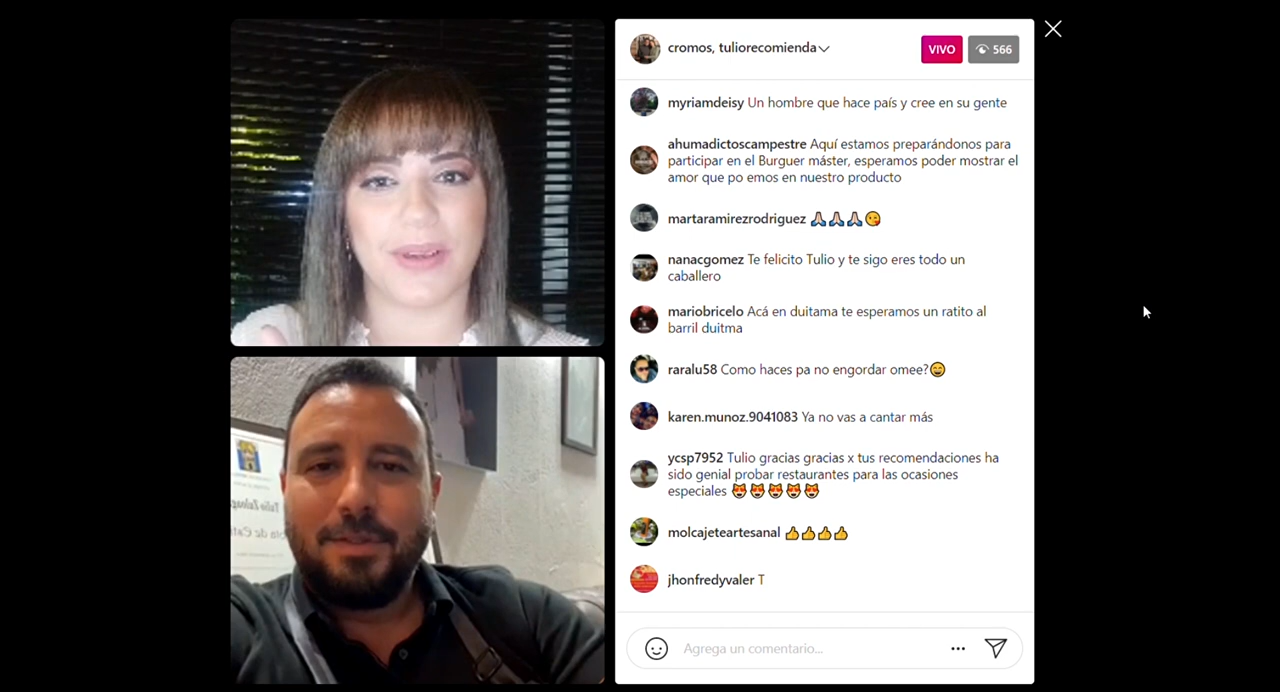 cromos, tuliorecomienda
VIVO
566
myriamdeisy Un hombre que hace país y cree en su gente
ahumadictoscampestre Aquí estamos preparándonos para
participar en el Burguer máster, esperamos poder mostrar el
amor que po emos en nuestro producto
martaramirezrodriguez 🙏🏻🙏🏻🙏🏻😘
nanacgomez Te felicito Tulio y te sigo eres todo un
caballero
mariobricelo Acá en duitama te esperamos un ratito al
barril duitma
raralu58 Como haces pa no engordar omee?😄
karen.munoz.9041083 Ya no vas a cantar más
ycsp7952 Tulio gracias gracias x tus recomendaciones ha
sido genial probar restaurantes para las ocasiones
especiales 😻😻😻😻😻
molcajeteartesanal 👍👍👍👍
jhonfredyvaler T
Agrega un comentario...